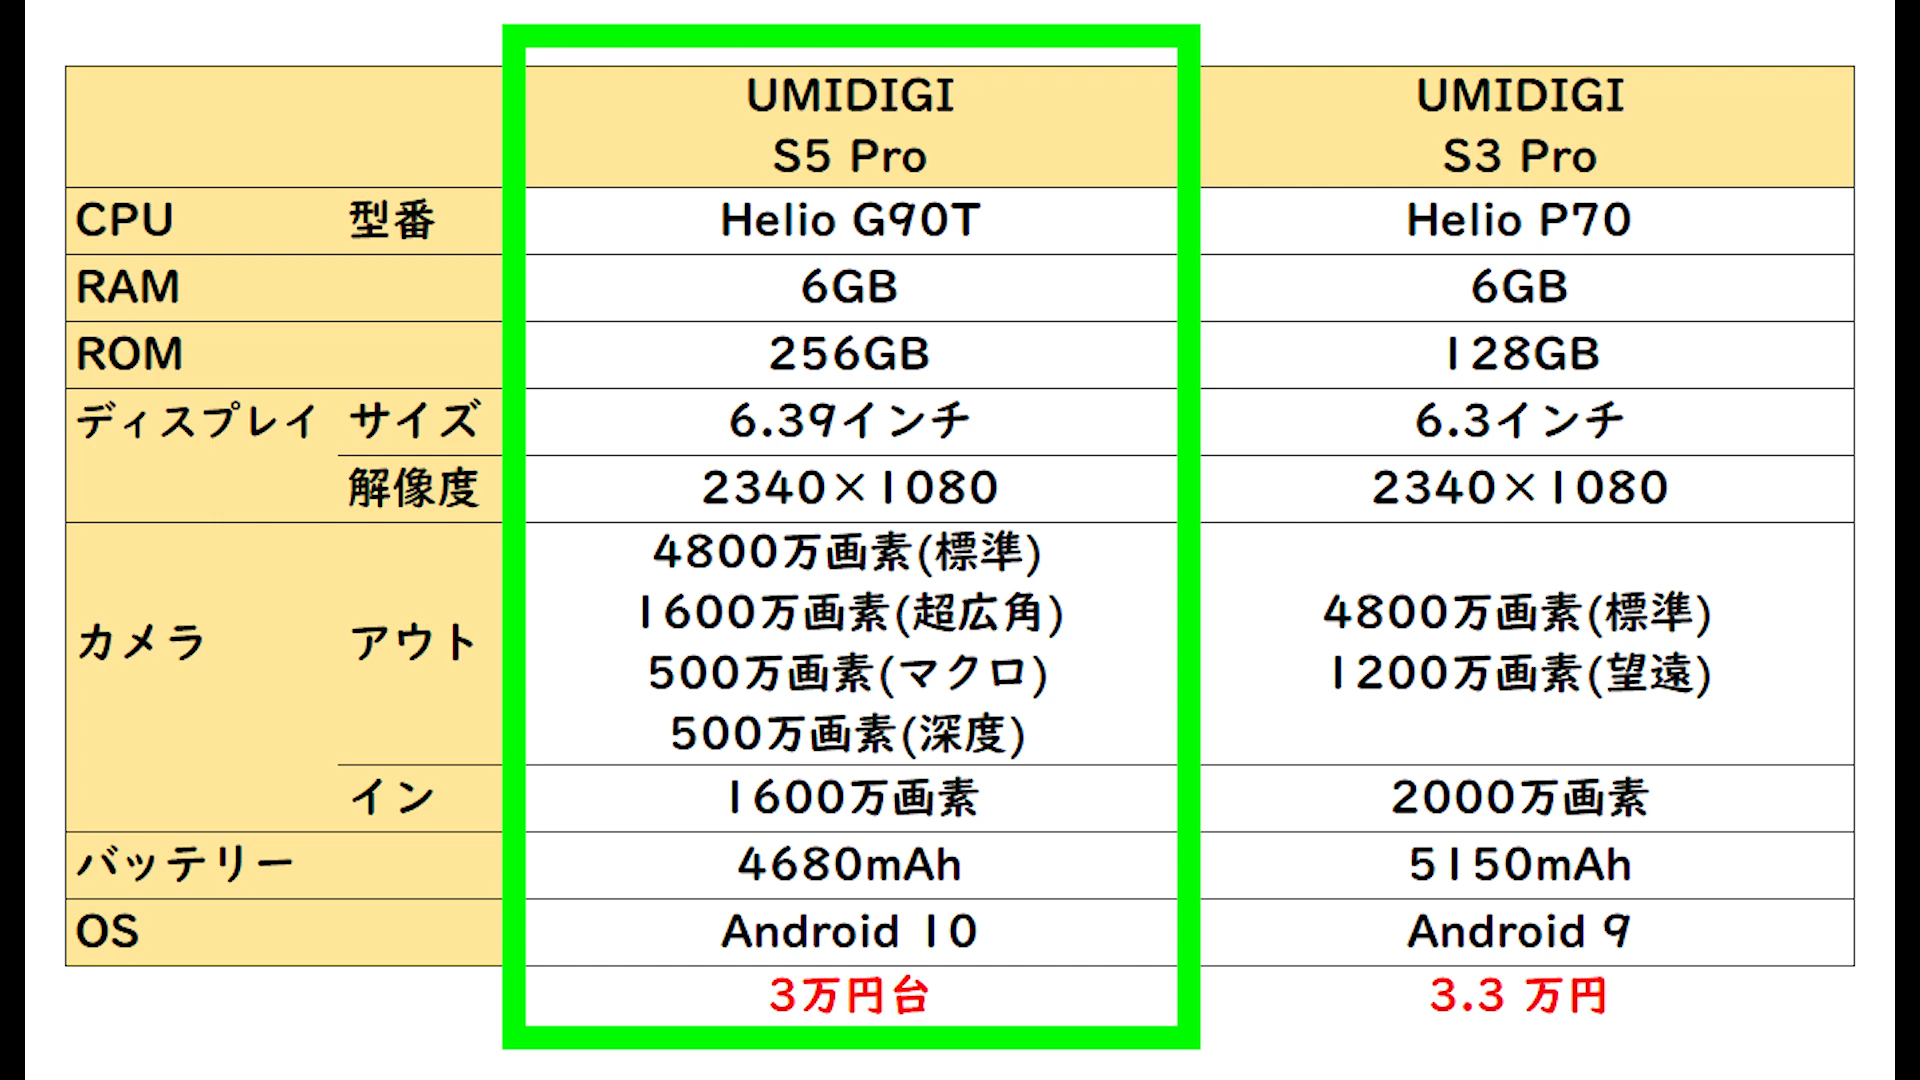 UMIDIGI
S5 Pro
UMIDIGI
S3 Pro
CPU 型番 Helio G90T Helio P70
RAM 6GB 6GB
ROM 256GB 128GB
ディスプレイ サイズ 6.39インチ 6.3インチ
解像度 2340×1080 2340×1080
カメラ アウト
4800万画素(標準)
1600万画素(超広角)
500万画素(マクロ)
500万画素(深度)
4800万画素(標準)
1200万画素(望遠)
イン 1600万画素 2000万画素
バッテリー 4680mAh 5150mAh
OS Android 10 Android 9
3万円台 3.3 万円